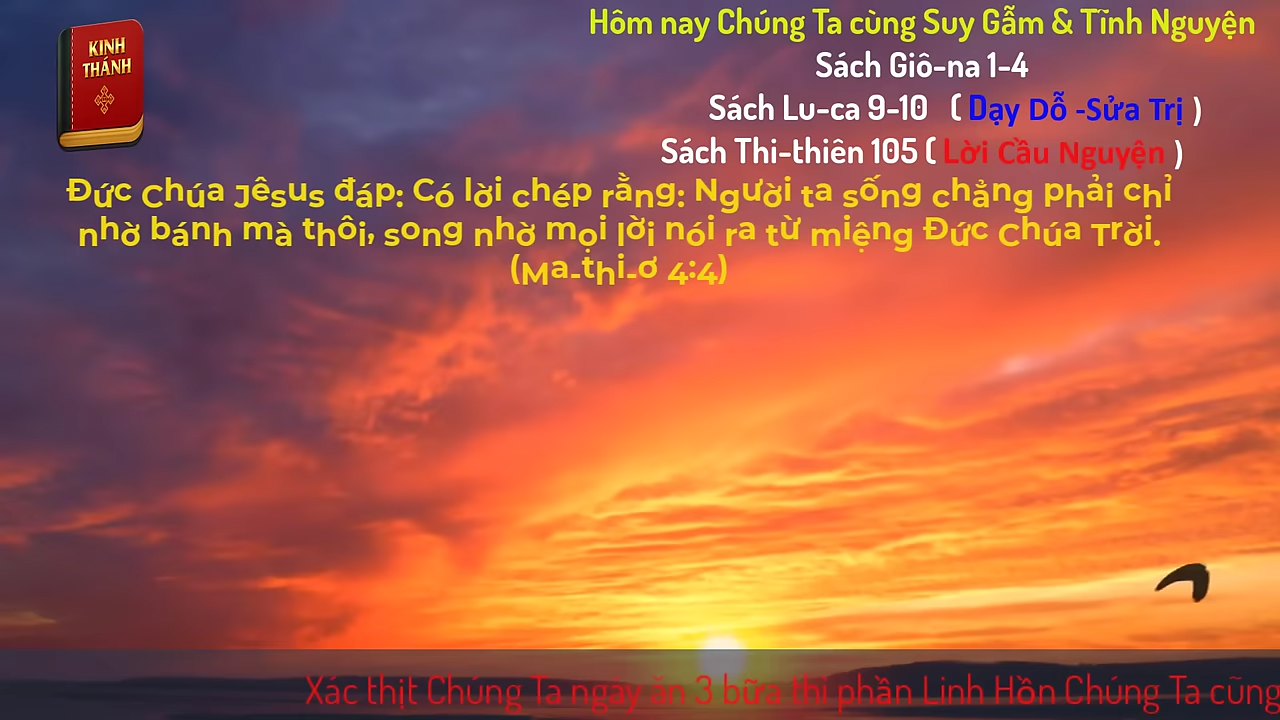 KINH
THÁNH
Hôm nay Chúng Ta cùng Suy Gẫm & Tĩnh Nguyện
Sách Giô-na 1-4
Sách Lu-ca 9-10 ( Dạy Dỗ -Sửa Trị )
Sách Thi-thiên 105 ( Lời Cầu Nguyện )
Đức Chúa Jêsus đáp: Có lời chép rằng: Người ta sống chẳng phải chỉ
nhờ bánh mà thôi, song nhờ mọi lời nói ra từ miệng Đức Chúa Trời.
(Ma-thi-ơ 4:4)
Xác thịt Chúng Ta ngày ăn 3 bữa thì phần Linh Hồn Chúng Ta cũng